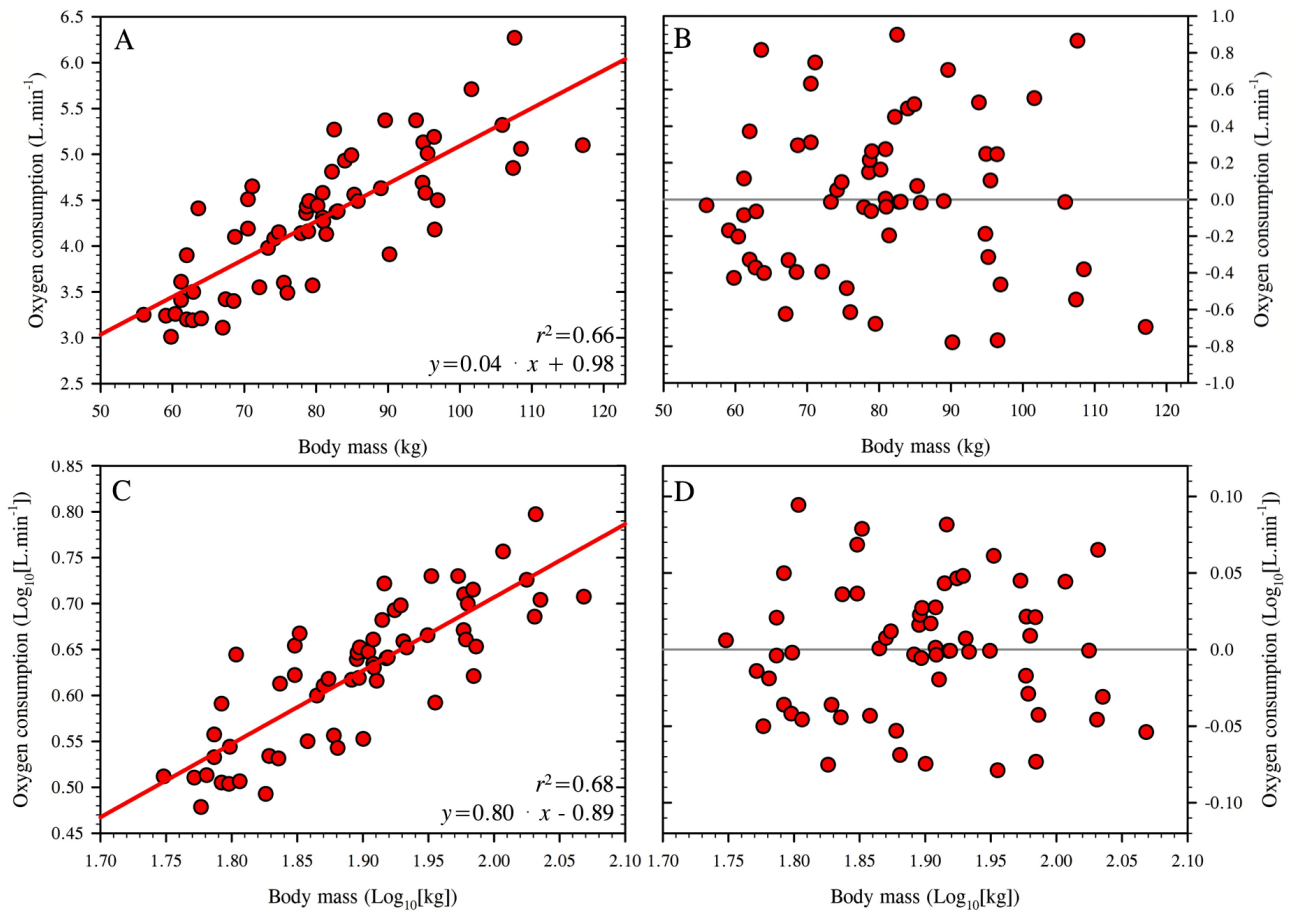 A
6.5
6.0
5.5
5.0
4.5
4.0
3.5
3.0
2.5
Oxygen consumption (L.min⁻¹)
r²=0.66
y=0.04 · x + 0.98
50 60 70 80 90 100 110 120
Body mass (kg)
B
1.0
0.8
0.6
0.4
0.2
0.0
-0.2
-0.4
-0.6
-0.8
-1.0
Oxygen consumption (L.min⁻¹)
50 60 70 80 90 100 110 120
Body mass (kg)
C
0.85
0.80
0.75
0.70
0.65
0.60
0.55
0.50
0.45
Oxygen consumption (Log₁₀[L.min⁻¹])
r²=0.68
y=0.80 · x - 0.89
1.70 1.75 1.80 1.85 1.90 1.95 2.00 2.05 2.10
Body mass (Log₁₀[kg])
D
0.10
0.05
0.0
-0.05
-0.10
Oxygen consumption (Log₁₀[L.min⁻¹])
1.70 1.75 1.80 1.85 1.90 1.95 2.00 2.05 2.10
Body mass (Log₁₀[kg])